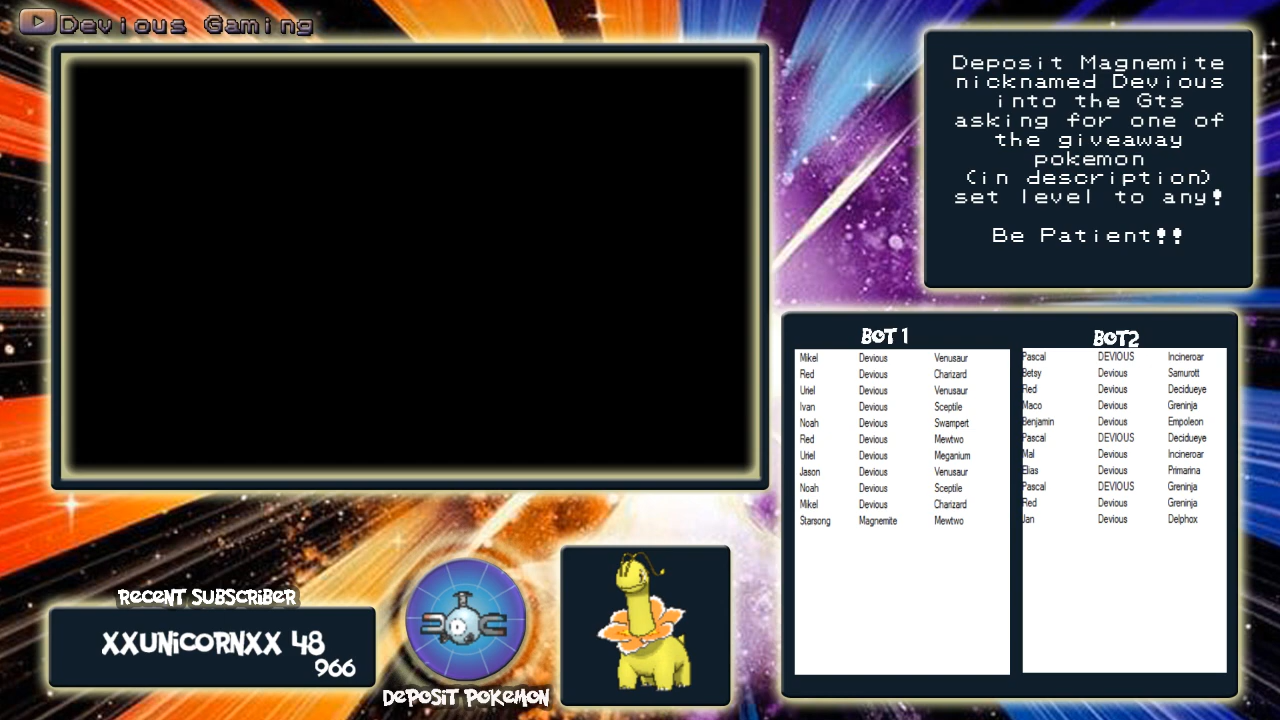 Devious Gaming
Deposit Magnemite
nicknamed Devious
into the Gts
asking for one of
the giveaway
pokemon
(in description)
set level to any!
Be Patient!!
BOT 1
Mikel Devious Venusaur
Red Devious Charizard
Uriel Devious Venusaur
Ivan Devious Sceptile
Noah Devious Swampert
Red Devious Mewtwo
Uriel Devious Meganium
Jason Devious Venusaur
Noah Devious Sceptile
Mikel Devious Charizard
Starsong Magnemite Mewtwo
BOT2
Pascal DEVIOUS Incineroar
Betsy Devious Samurott
Red Devious Decidueye
Maco Devious Greninja
Benjamin Devious Empoleon
Pascal DEVIOUS Decidueye
Mal Devious Incineroar
Elias Devious Primarina
Pascal DEVIOUS Greninja
Red Devious Greninja
Jan Devious Delphox
RECENT SUBSCRIBER
XXUNICORNXX 48
966
DEPOSIT POKEMON